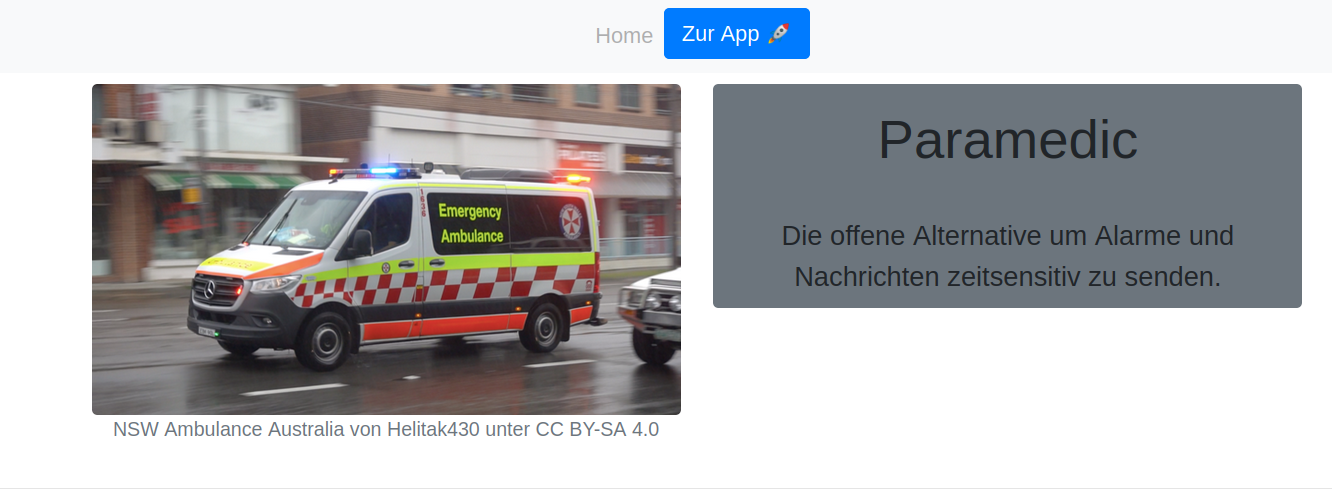 Home Zur App 🚀
Emergency
Ambulance
Paramedic
Die offene Alternative um Alarme und
Nachrichten zeitsensitiv zu senden.
NSW Ambulance Australia von Helitak430 unter CC BY-SA 4.0